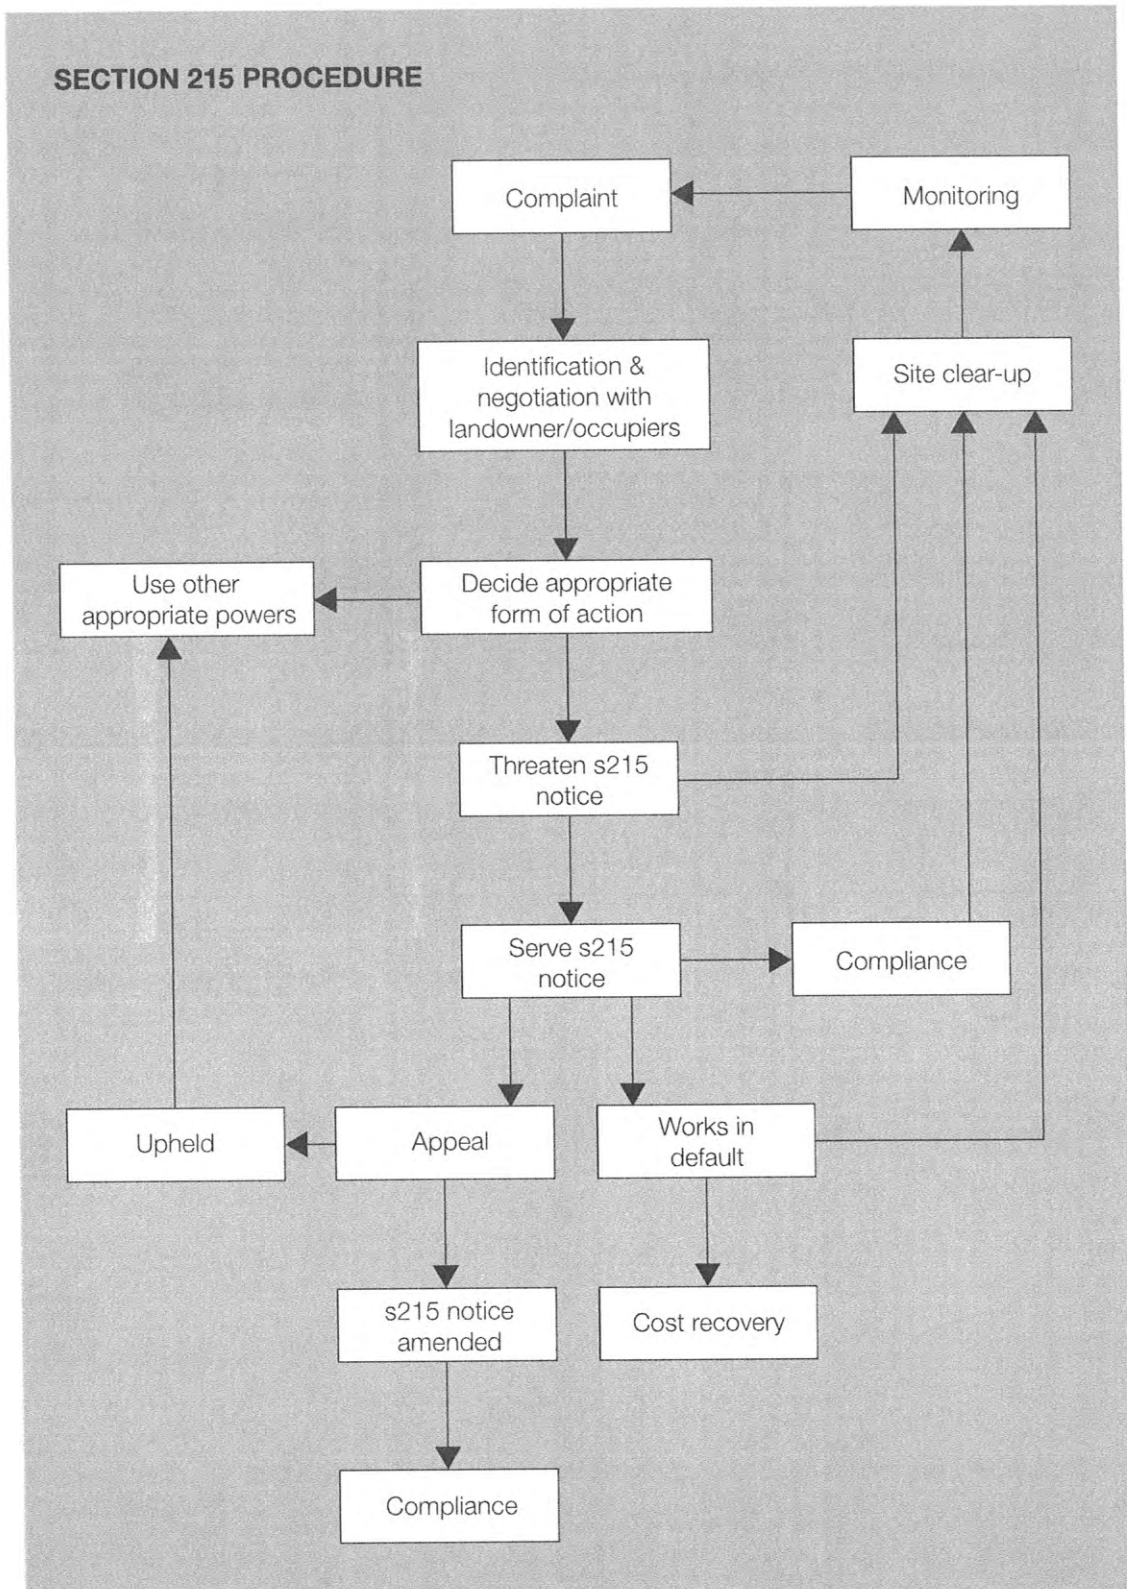 SECTION 215 PROCEDURE
Complaint
Monitoring
Identification &
negotiation with
landowner/occupiers
Site clear-up
Use other
appropriate powers
Decide appropriate
form of action
Threaten s215
notice
Serve s215
notice
Compliance
Upheld
Appeal
Works in
default
s215 notice
amended
Cost recovery
Compliance